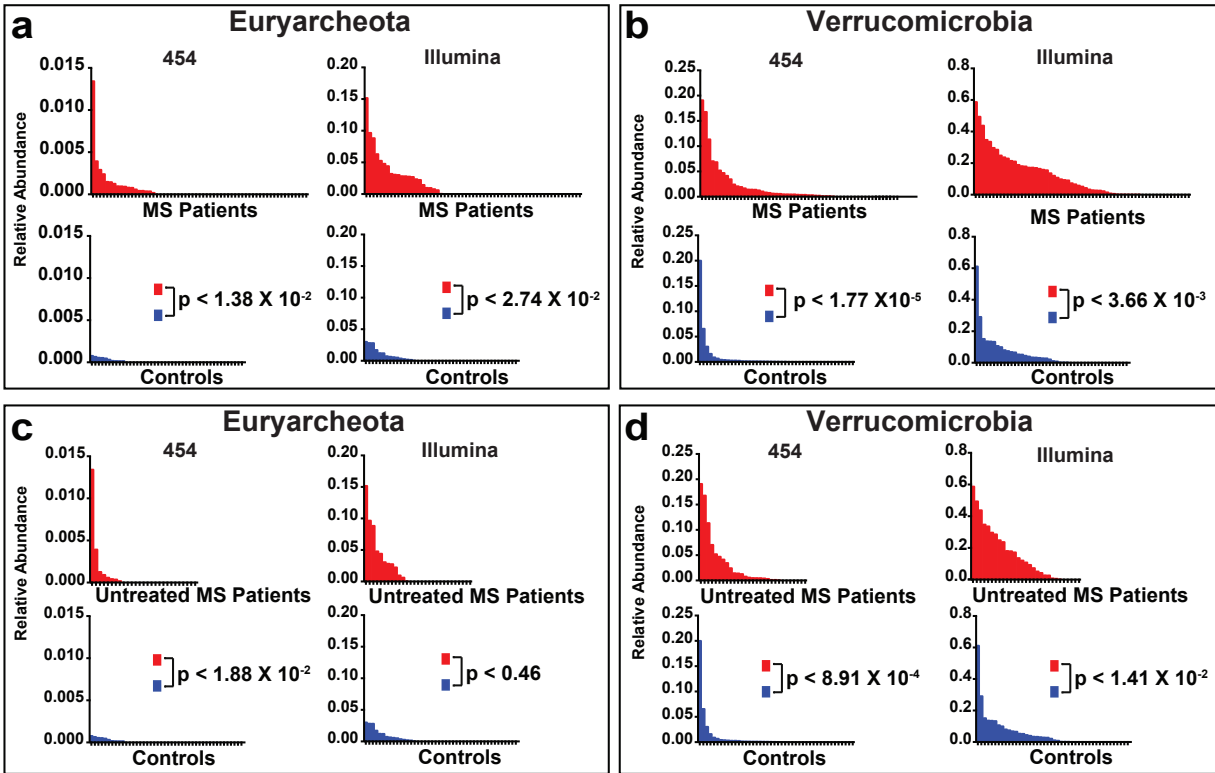 a
Euryarcheota
454
Illumina
Relative Abundance
0.015
0.010
0.005
0.000
MS Patients
0.20
0.15
0.10
0.05
0.00
MS Patients
0.015
0.010
0.005
0.000
p < 1.38 X 10-2
Controls
0.20
0.15
0.10
0.05
0.00
p < 2.74 X 10-2
Controls
b
Verrucomicrobia
454
Illumina
Relative Abundance
0.25
0.20
0.15
0.10
0.05
0.00
MS Patients
0.8
0.6
0.4
0.2
0.0
MS Patients
0.25
0.20
0.15
0.10
0.05
0.00
p < 1.77 X10-5
Controls
0.8
0.6
0.4
0.2
0.0
p < 3.66 X 10-3
Controls
c
Euryarcheota
454
Illumina
Relative Abundance
0.015
0.010
0.005
0.000
Untreated MS Patients
0.20
0.15
0.10
0.05
0.00
Untreated MS Patients
0.015
0.010
0.005
0.000
p < 1.88 X 10-2
Controls
0.20
0.15
0.10
0.05
0.00
p < 0.46
Controls
d
Verrucomicrobia
454
Illumina
Relative Abundance
0.25
0.20
0.15
0.10
0.05
0.00
Untreated MS Patients
0.8
0.6
0.4
0.2
0.0
Untreated MS Patients
0.25
0.20
0.15
0.10
0.05
0.00
p < 8.91 X 10-4
Controls
0.8
0.6
0.4
0.2
0.0
p < 1.41 X 10-2
Controls